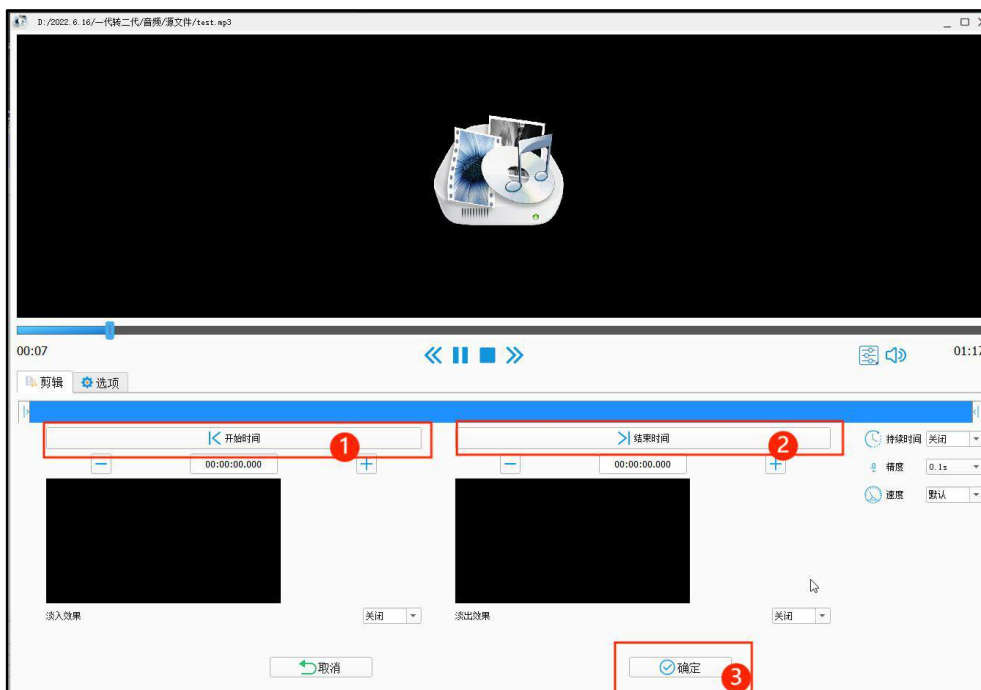 D:/2022.6.16/一代转二代/音频/源文件/test.mp3
00:07
01:17
剪辑 选项
开始时间 1
结束时间 2
持续时间 关闭
00:00:00.000
00:00:00.000
精度 0.1s
速度 默认
淡入效果 关闭
淡出效果 关闭
取消
确定 3